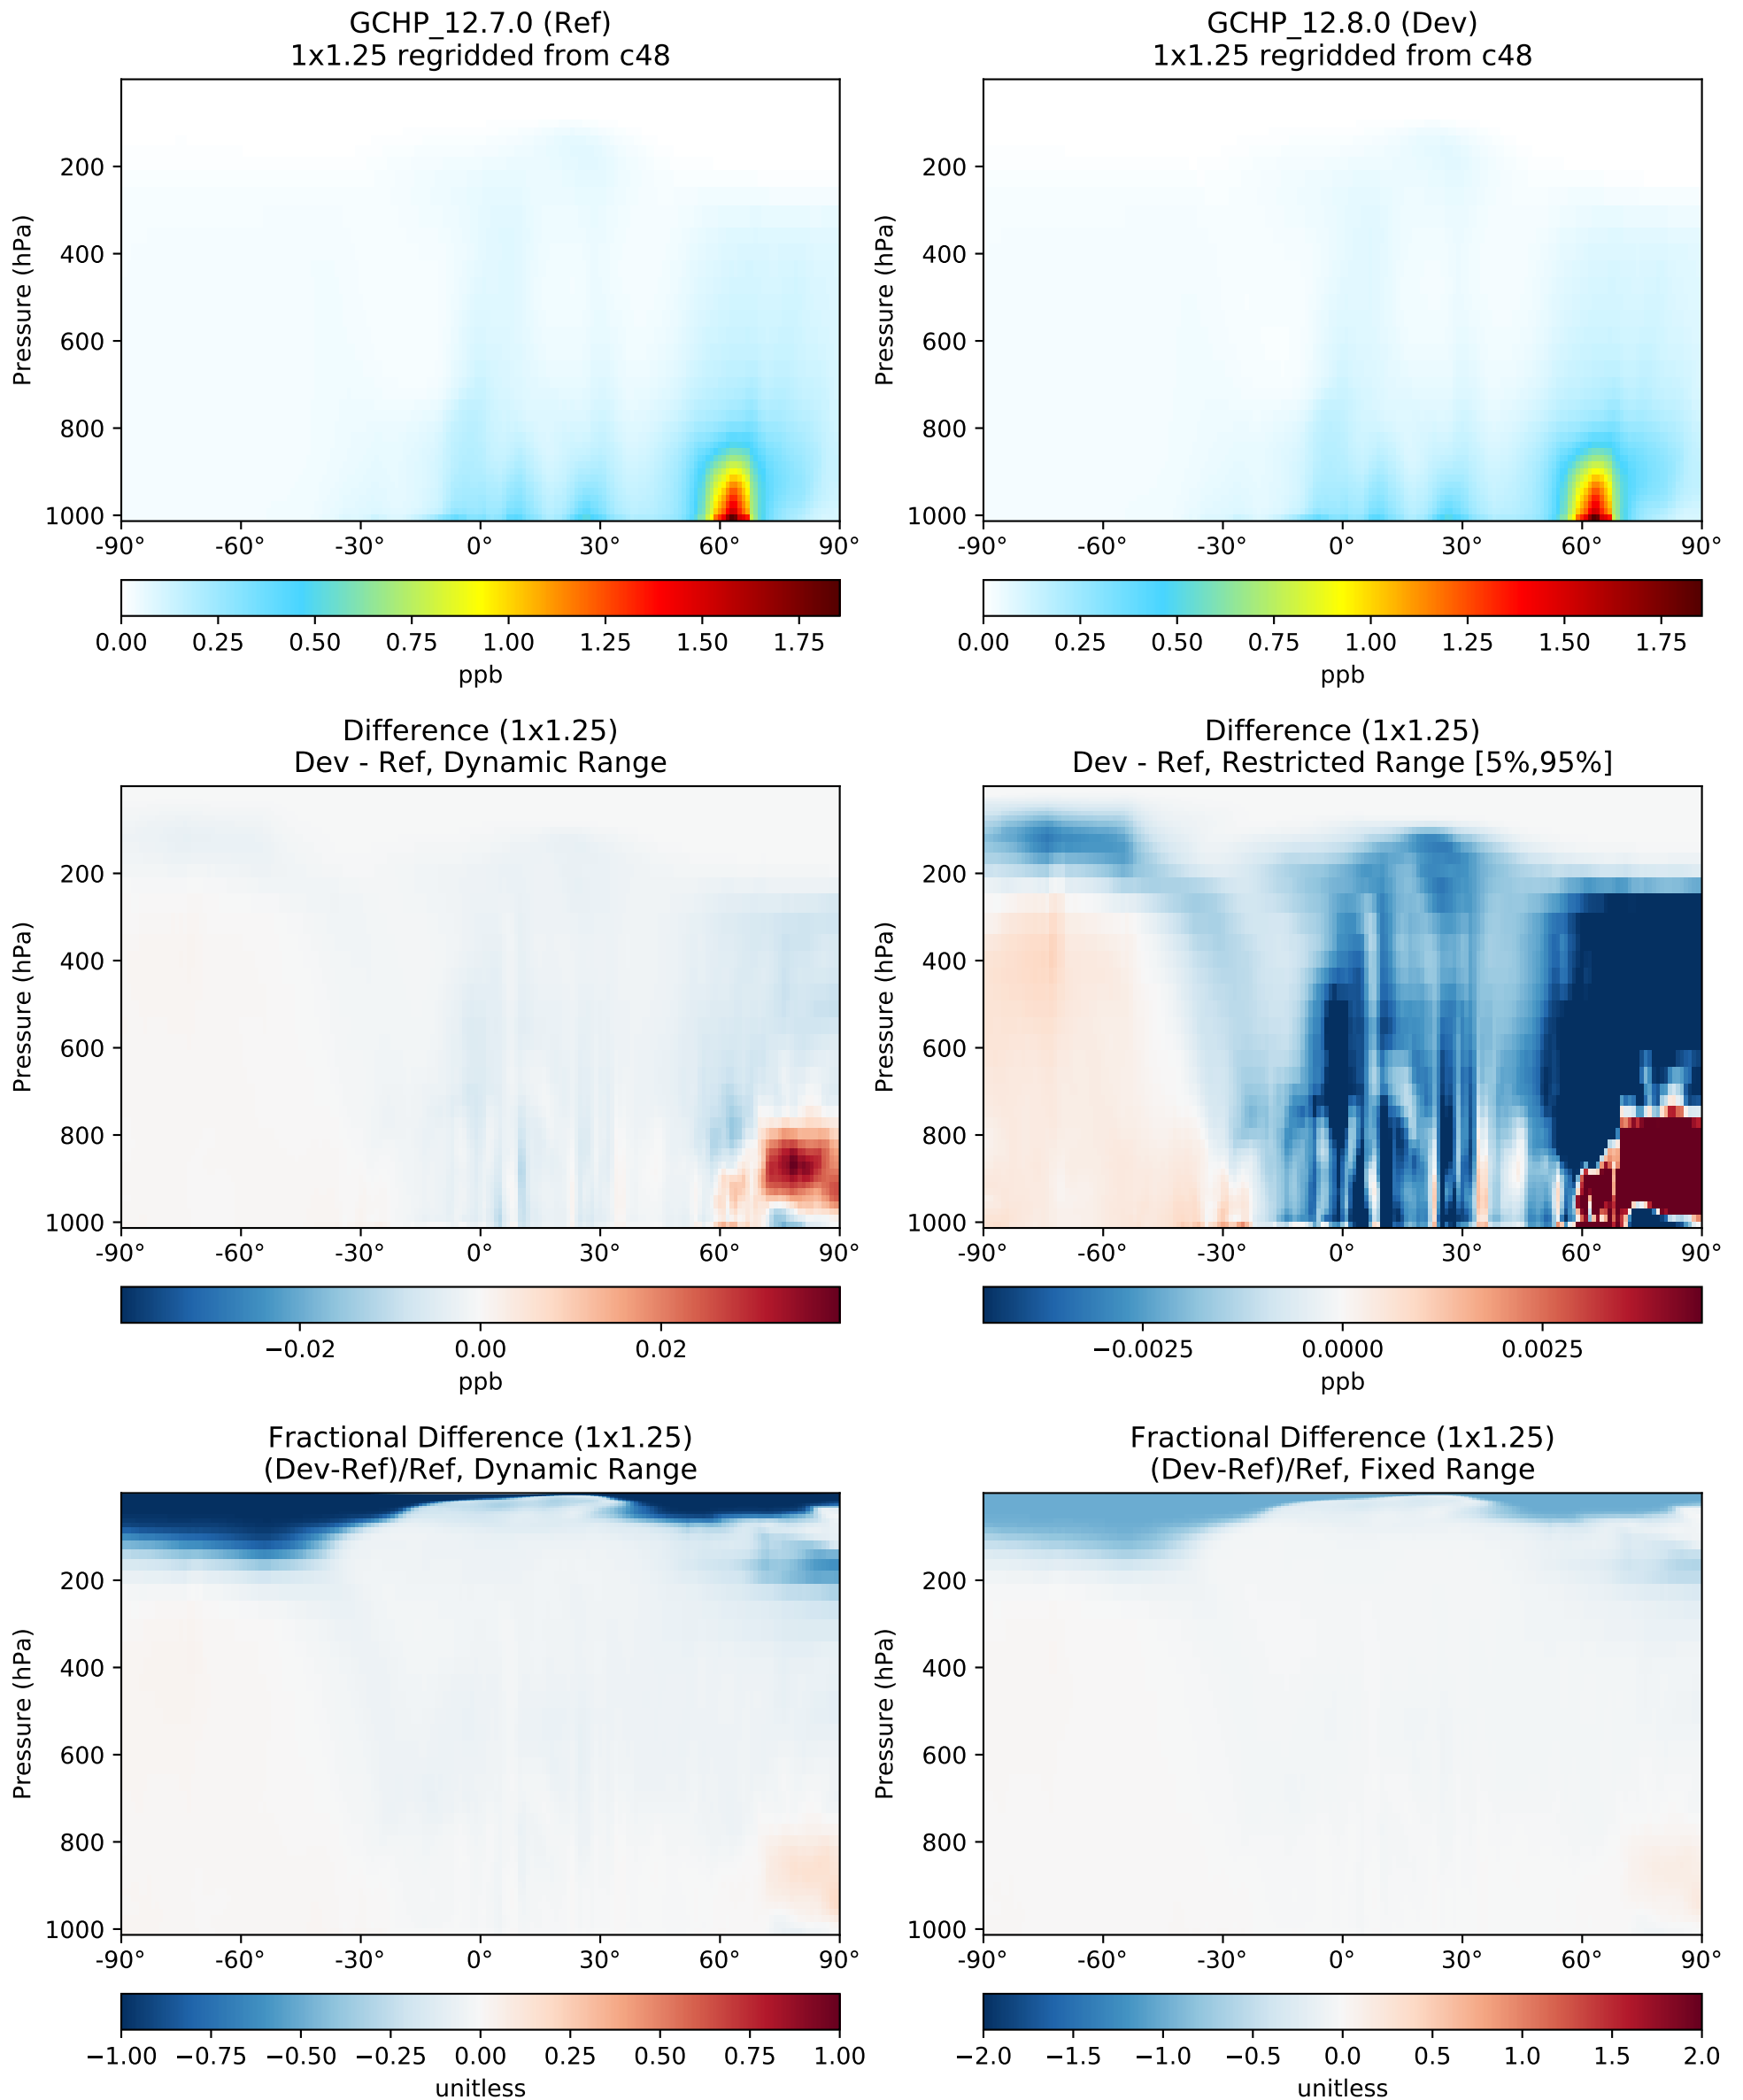 GCHP_12.7.0 (Ref)
1x1.25 regridded from c48
Pressure (hPa)
200
400
600
800
1000
-90° -60° -30° 0° 30° 60° 90°
0.00 0.25 0.50 0.75 1.00 1.25 1.50 1.75
ppb
GCHP_12.8.0 (Dev)
1x1.25 regridded from c48
Pressure (hPa)
200
400
600
800
1000
-90° -60° -30° 0° 30° 60° 90°
0.00 0.25 0.50 0.75 1.00 1.25 1.50 1.75
ppb
Difference (1x1.25)
Dev - Ref, Dynamic Range
Pressure (hPa)
200
400
600
800
1000
-90° -60° -30° 0° 30° 60° 90°
−0.02 0.00 0.02
ppb
Difference (1x1.25)
Dev - Ref, Restricted Range [5%,95%]
Pressure (hPa)
200
400
600
800
1000
-90° -60° -30° 0° 30° 60° 90°
−0.0025 0.0000 0.0025
ppb
Fractional Difference (1x1.25)
(Dev-Ref)/Ref, Dynamic Range
Pressure (hPa)
200
400
600
800
1000
-90° -60° -30° 0° 30° 60° 90°
−1.00 −0.75 −0.50 −0.25 0.00 0.25 0.50 0.75 1.00
unitless
Fractional Difference (1x1.25)
(Dev-Ref)/Ref, Fixed Range
Pressure (hPa)
200
400
600
800
1000
-90° -60° -30° 0° 30° 60° 90°
−2.0 −1.5 −1.0 −0.5 0.0 0.5 1.0 1.5 2.0
unitless